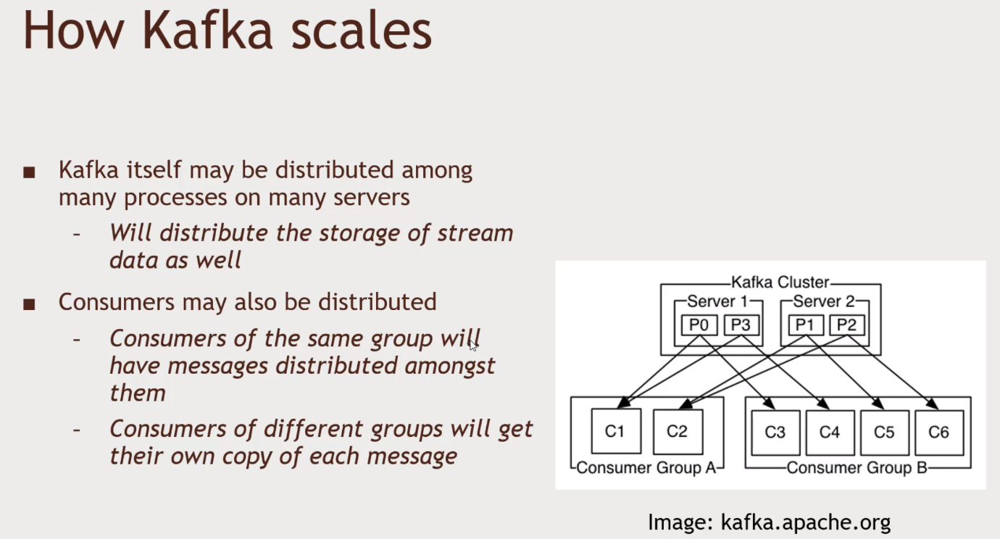 How Kafka scales
■ Kafka itself may be distributed among
many processes on many servers
– Will distribute the storage of stream
data as well
■ Consumers may also be distributed
– Consumers of the same group will
have messages distributed amongst
them
– Consumers of different groups will get
their own copy of each message
Kafka Cluster
Server 1 Server 2
P0 P3 P1 P2
C1 C2 C3 C4 C5 C6
Consumer Group A Consumer Group B
Image: kafka.apache.org